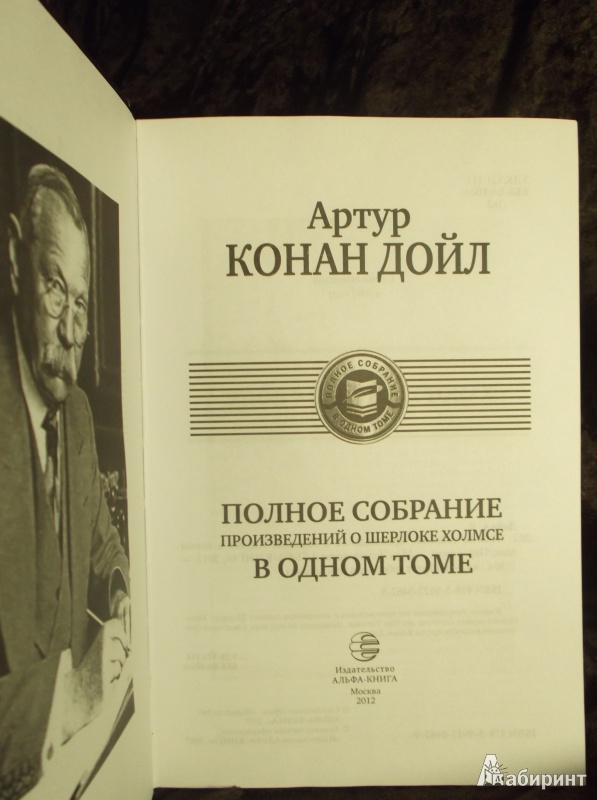 Артур
КОНАН ДОЙЛ
ПОЛНОЕ СОБРАНИЕ
В ОДНОМ ТОМЕ
ПОЛНОЕ СОБРАНИЕ
ПРОИЗВЕДЕНИЙ О ШЕРЛОКЕ ХОЛМСЕ
В ОДНОМ ТОМЕ
Издательство
АЛЬФА-КНИГА
Москва
2012
Лабиринт